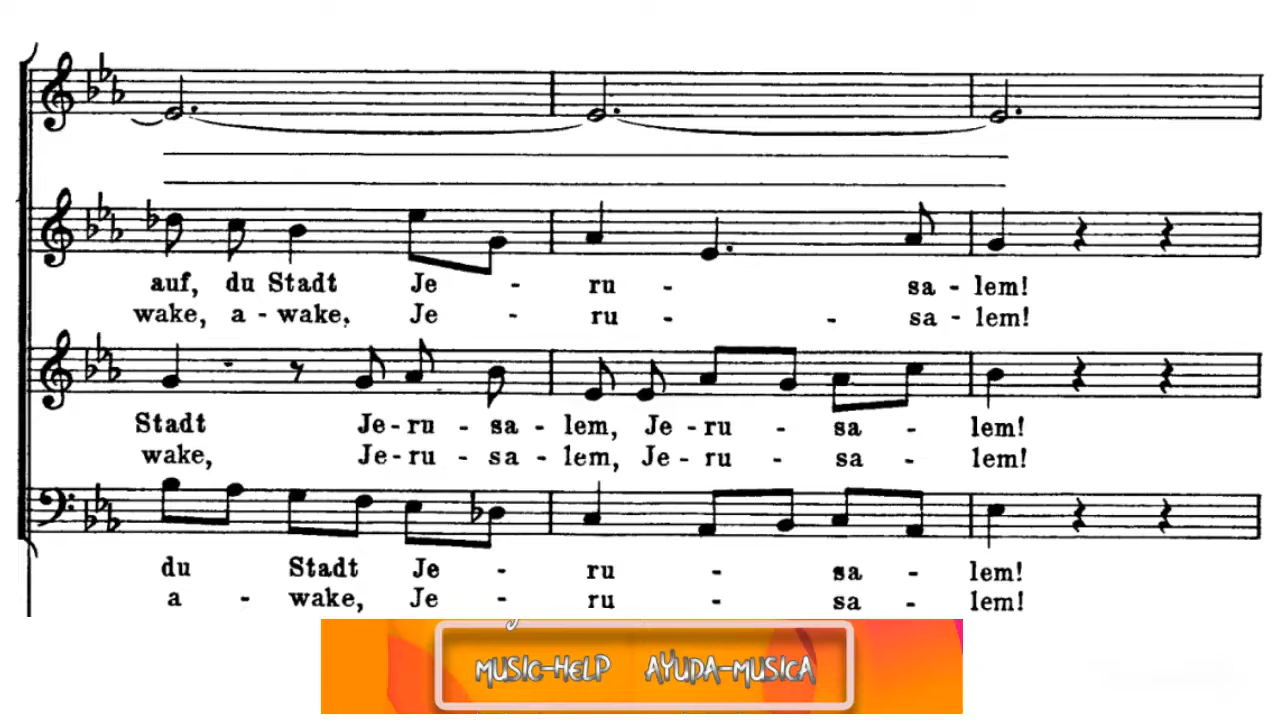 auf, du Stadt Je - ru - sa - lem!
wake, a - wake, Je - ru - - sa - lem!
Stadt Je - ru - sa - lem, Je - ru - sa - lem!
wake, Je - ru - sa - lem, Je - ru - sa - lem!
du Stadt Je - ru - sa - lem!
a - wake, Je - ru - sa - lem!
MUSIC-HELP AYUDA-MUSICA